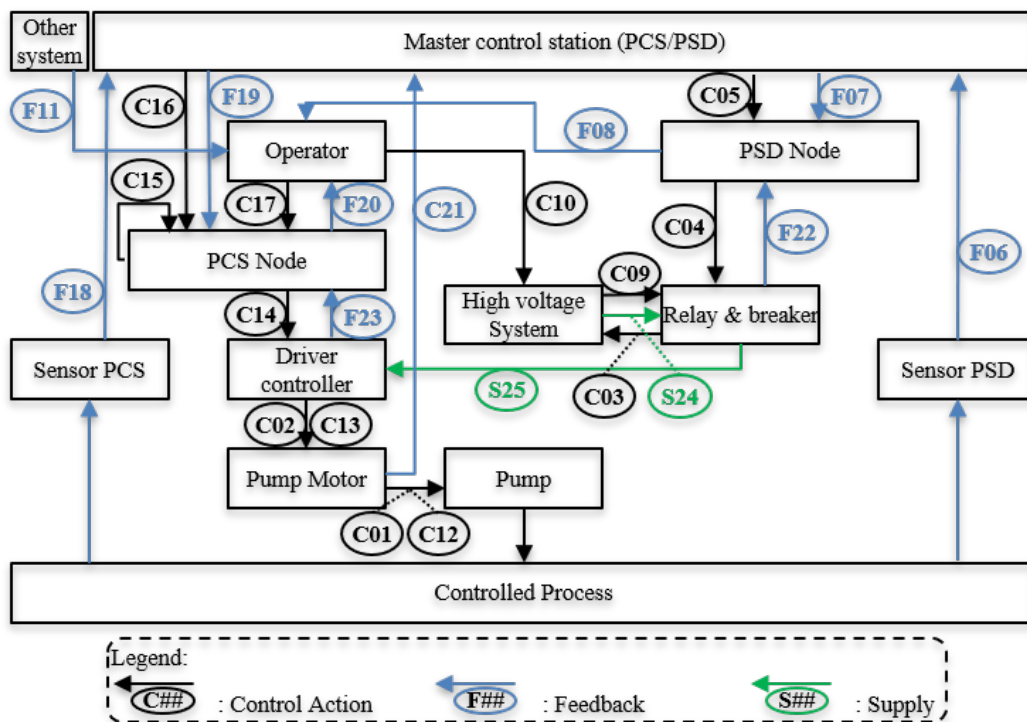 Other
system
Master control station (PCS/PSD)
F11
C16
F19
C05
F07
F08
Operator
PSD Node
C15
C17
F20
C21
C10
C04
F22
F06
PCS Node
F18
C09
High voltage
System
Relay & breaker
C14
F23
Sensor PCS
Driver
controller
Sensor PSD
S25
C03
S24
C02
C13
Pump Motor
Pump
C01
C12
Controlled Process
Legend:
C##
: Control Action
F##
: Feedback
S##
: Supply